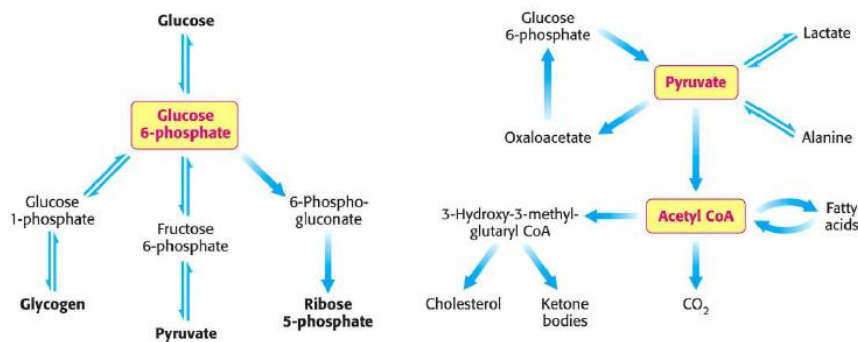 Glucose
Glucose
6-phosphate
Glucose
1-phosphate
Fructose
6-phosphate
6-Phospho-
gluconate
Glycogen
Pyruvate
Ribose
5-phosphate
Glucose
6-phosphate
Lactate
Pyruvate
Oxaloacetate
Alanine
3-Hydroxy-3-methyl-
glutaryl CoA
Acetyl CoA
Fatty
acids
Cholesterol
Ketone
bodies
CO₂